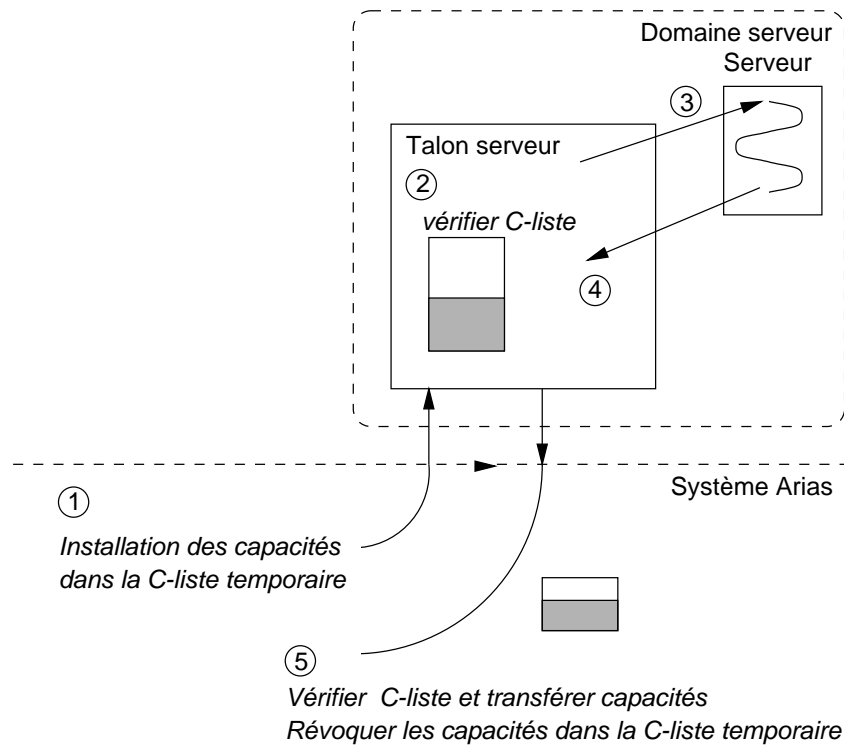 Domaine serveur
Serveur
3
Talon serveur
2
vérifier C-liste
4
Système Arias
1
Installation des capacités
dans la C-liste temporaire
5
Vérifier C-liste et transférer capacités
Révoquer les capacités dans la C-liste temporaire